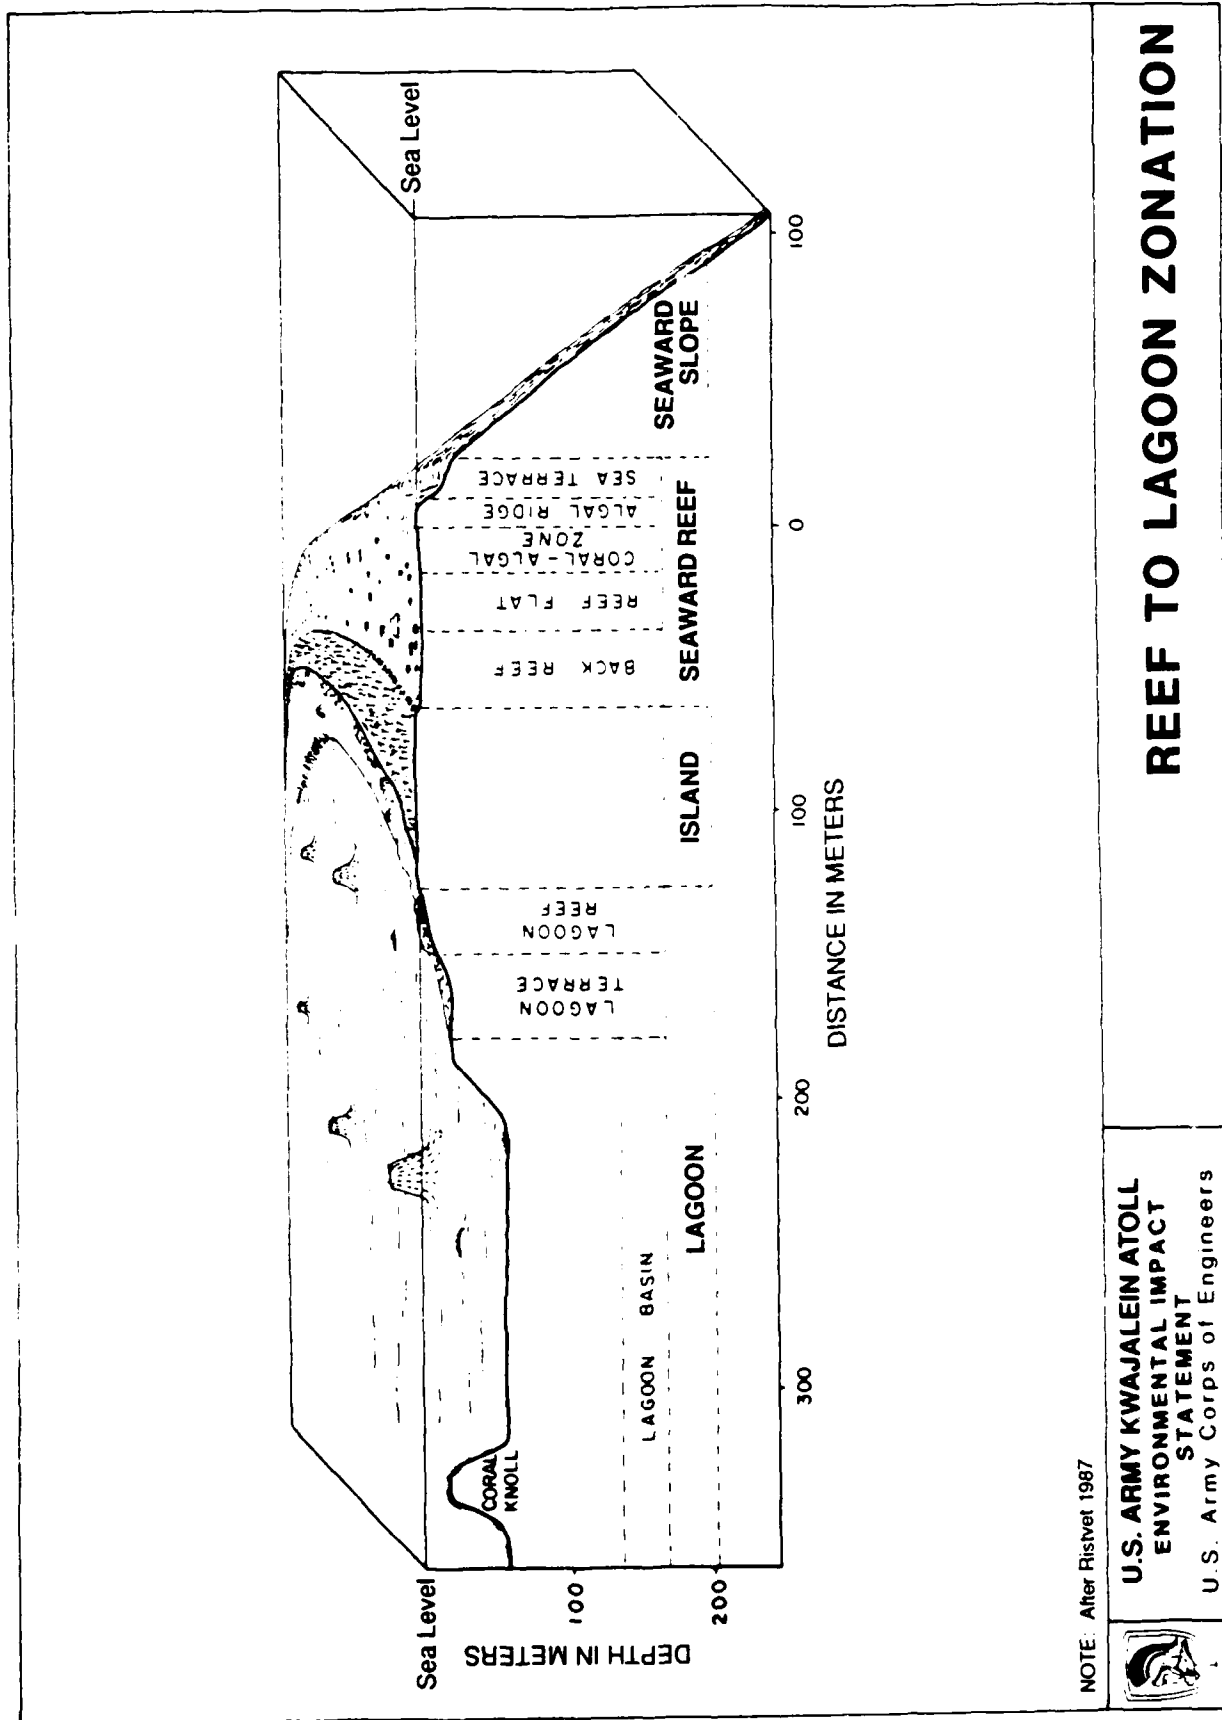 Sea Level
Sea Level
DEPTH IN METERS
100
200
CORAL
KNOLL
LAGOON BASIN
LAGOON
LAGOON
TERRACE
LAGOON
REEF
ISLAND
BACK REEF
REEF FLAT
CORAL-ALGAL
ZONE
ALGAL RIDGE
SEA TERRACE
SEAWARD REEF
SEAWARD
SLOPE
300
200
100
0
100
DISTANCE IN METERS
NOTE: After Ristvet 1987
U.S. ARMY KWAJALEIN ATOLL
ENVIRONMENTAL IMPACT
STATEMENT
U.S. Army Corps of Engineers
REEF TO LAGOON ZONATION